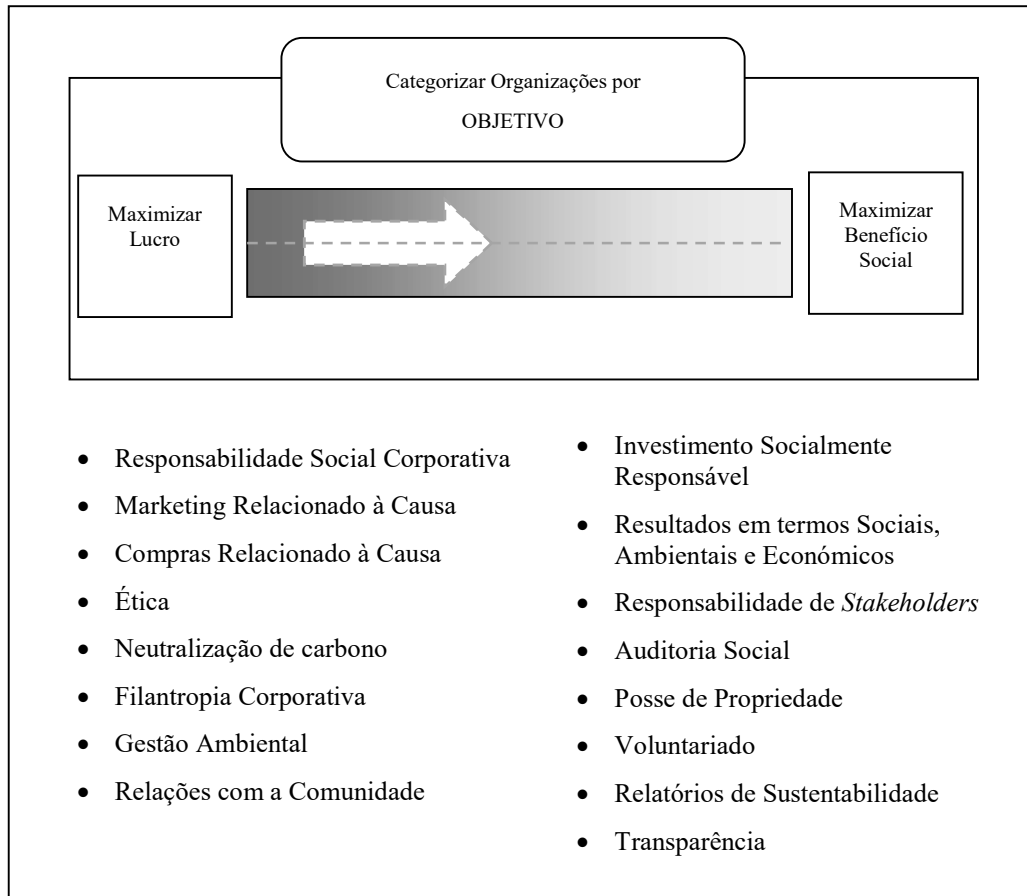 Categorizar Organizações por
OBJETIVO
Maximizar
Lucro
Maximizar
Benefício
Social
• Responsabilidade Social Corporativa
• Marketing Relacionado à Causa
• Compras Relacionado à Causa
• Ética
• Neutralização de carbono
• Filantropia Corporativa
• Gestão Ambiental
• Relações com a Comunidade
• Investimento Socialmente
Responsável
• Resultados em termos Sociais,
Ambientais e Económicos
• Responsabilidade de Stakeholders
• Auditoria Social
• Posse de Propriedade
• Voluntariado
• Relatórios de Sustentabilidade
• Transparência